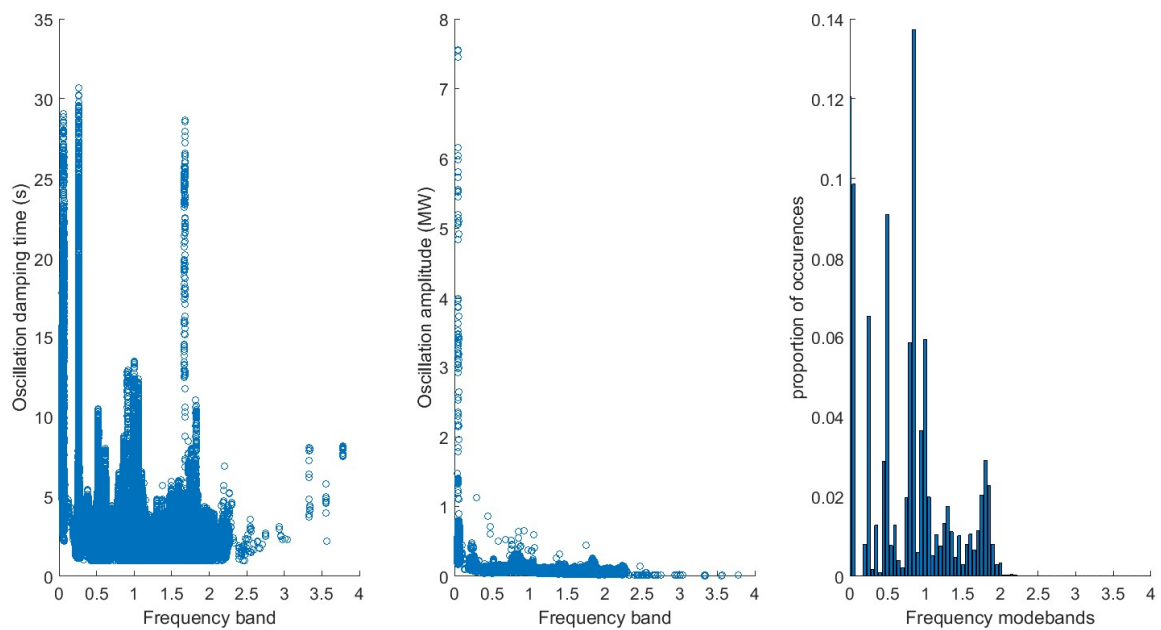 35
30
25
20
15
10
5
0
0 0.5 1 1.5 2 2.5 3 3.5 4
Oscillation damping time (s)
Frequency band
8
7
6
5
4
3
2
1
0
0 0.5 1 1.5 2 2.5 3 3.5 4
Oscillation amplitude (MW)
Frequency band
0.14
0.12
0.1
0.08
0.06
0.04
0.02
0
0 0.5 1 1.5 2 2.5 3 3.5 4
proportion of occurences
Frequency modebands